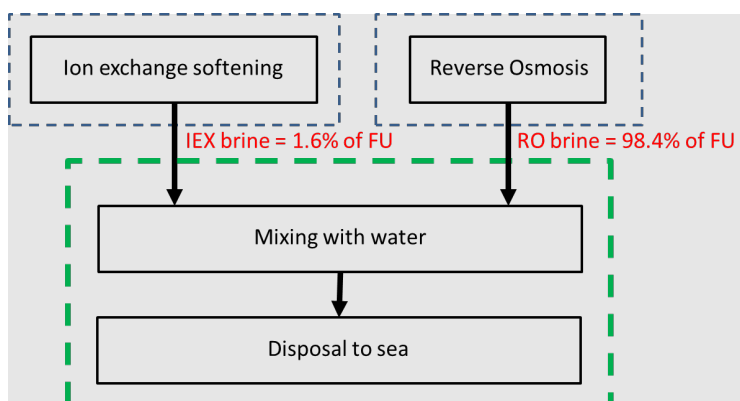 Ion exchange softening
Reverse Osmosis
IEX brine = 1.6% of FU
RO brine = 98.4% of FU
Mixing with water
Disposal to sea